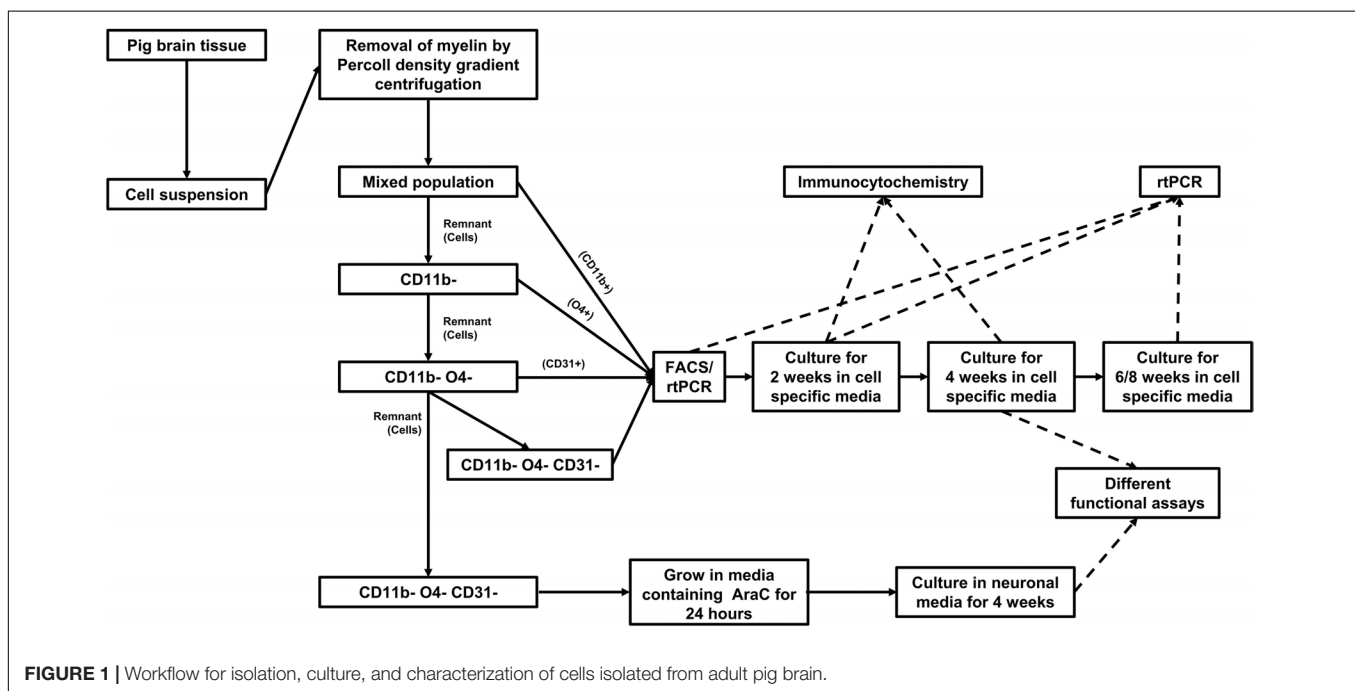 Pig brain tissue
Removal of myelin by
Percoll density gradient
centrifugation
Cell suspension
Mixed population
Immunocytochemistry
rtPCR
Remnant
(Cells)
(CD11b+)
CD11b-
(O4+)
Remnant
(Cells)
CD11b- O4-
(CD31+)
FACS/
rtPCR
Culture for
2 weeks in cell
specific media
Culture for
4 weeks in cell
specific media
Culture for
6/8 weeks in cell
specific media
Remnant
(Cells)
CD11b- O4- CD31-
Different
functional assays
CD11b- O4- CD31-
Grow in media
containing AraC for
24 hours
Culture in neuronal
media for 4 weeks
FIGURE 1 | Workflow for isolation, culture, and characterization of cells isolated from adult pig brain.